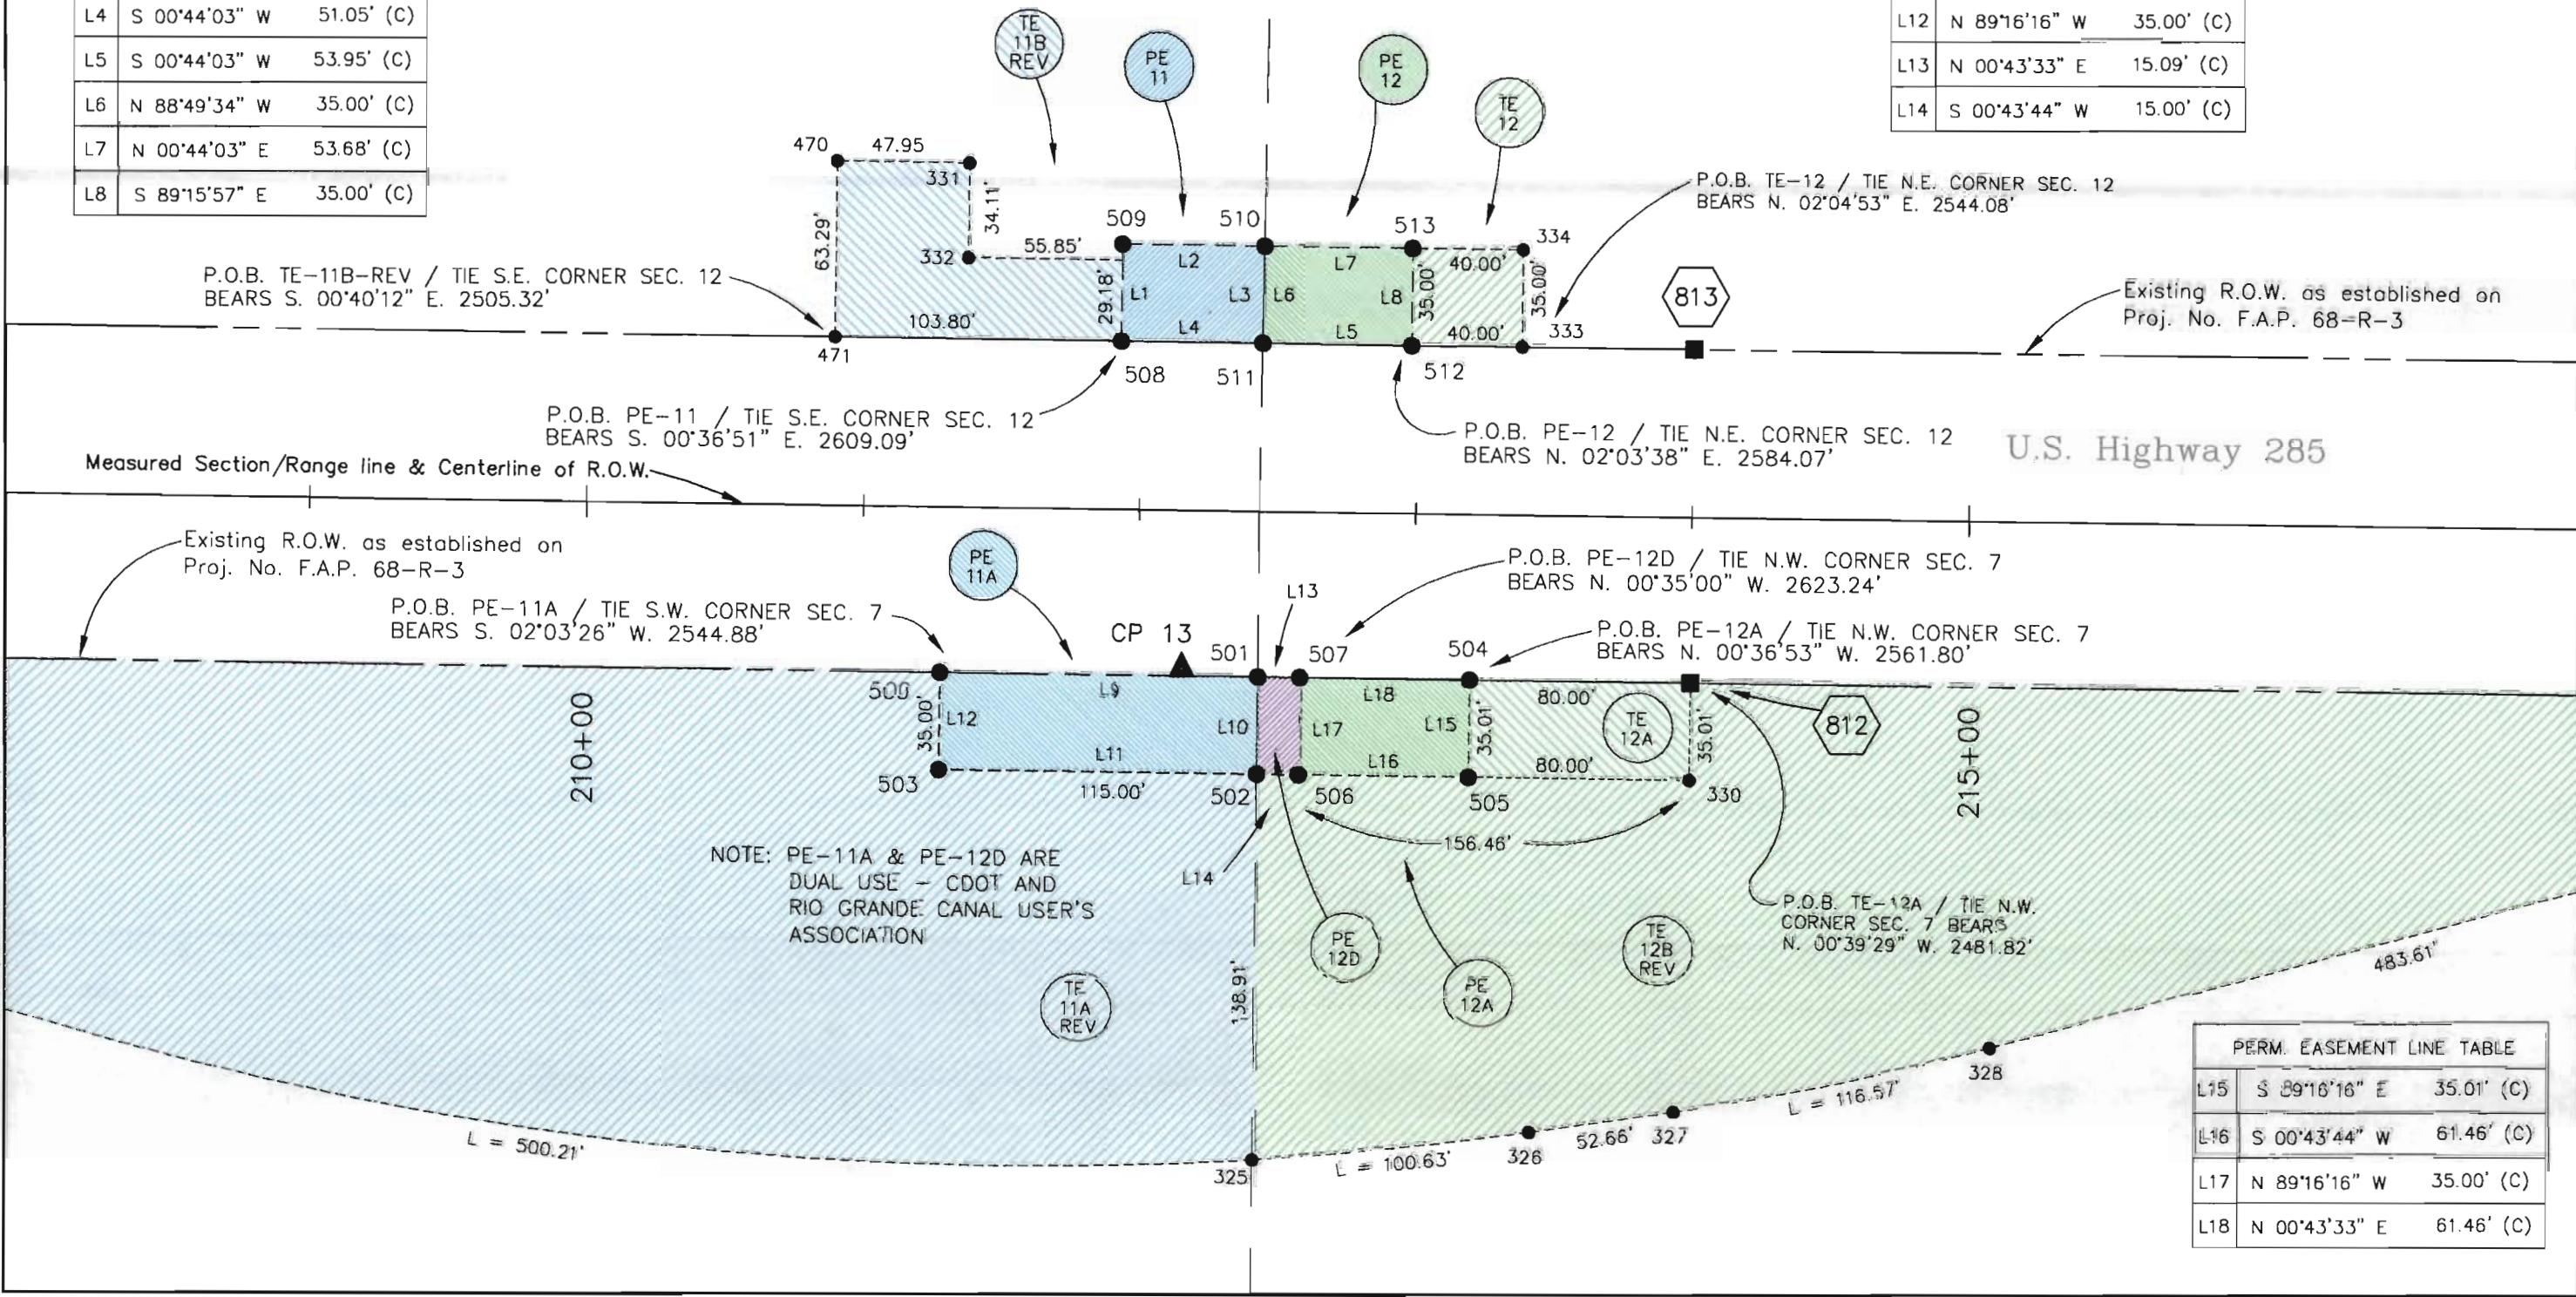 L4 S 00°44'03" W 51.05' (C)
L5 S 00°44'03" W 53.95' (C)
L6 N 88°49'34" W 35.00' (C)
L7 N 00°44'03" E 53.68' (C)
L8 S 89°15'57" E 35.00' (C)
L12 N 89°16'16" W 35.00' (C)
L13 N 00°43'33" E 15.09' (C)
L14 S 00°43'44" W 15.00' (C)
TE
11B
REV
PE
11
PE
12
TE
12
470 47.95
331
34.11'
63.29'
332
55.85'
509
510
513
334
L2
L7
40.00'
29.18'
L1
L3
L6
L8
35.00'
35.00'
103.80'
L4
L5
40.00'
333
471
508
511
512
813
P.O.B. TE-12 / TIE N.E. CORNER SEC. 12
BEARS N. 02°04'53" E. 2544.08'
P.O.B. TE-11B-REV / TIE S.E. CORNER SEC. 12
BEARS S. 00°40'12" E. 2505.32'
Existing R.O.W. as established on
Proj. No. F.A.P. 68-R-3
P.O.B. PE-11 / TIE S.E. CORNER SEC. 12
BEARS S. 00°36'51" E. 2609.09'
P.O.B. PE-12 / TIE N.E. CORNER SEC. 12
BEARS N. 02°03'38" E. 2584.07'
U.S. Highway 285
Measured Section/Range line & Centerline of R.O.W.
Existing R.O.W. as established on
Proj. No. F.A.P. 68-R-3
PE
11A
P.O.B. PE-11A / TIE S.W. CORNER SEC. 7
BEARS S. 02°03'26" W. 2544.88'
P.O.B. PE-12D / TIE N.W. CORNER SEC. 7
BEARS N. 00°35'00" W. 2623.24'
L13
P.O.B. PE-12A / TIE N.W. CORNER SEC. 7
BEARS N. 00°36'53" W. 2561.80'
CP 13
501
507
504
500
L9
L18
80.00'
210+00
35.00'
L12
L10
L17
L15
35.01'
TE
12A
35.01'
812
215+00
L11
L16
80.00'
503
115.00'
502
506
505
330
156.46'
NOTE: PE-11A & PE-12D ARE
DUAL USE - CDOT AND
RIO GRANDE CANAL USER'S
ASSOCIATION
L14
P.O.B. TE-12A / TIE N.W.
CORNER SEC. 7 BEARS
N. 00°39'29" W. 2481.82'
PE
12D
TE
12B
REV
PE
12A
TE
11A
REV
138.91'
483.61'
328
L = 116.57'
327
52.66'
326
L = 100.63'
325
L = 500.21'
PERM. EASEMENT LINE TABLE
L15 S 89°16'16" E 35.01' (C)
L16 S 00°43'44" W 61.46' (C)
L17 N 89°16'16" W 35.00' (C)
L18 N 00°43'33" E 61.46' (C)